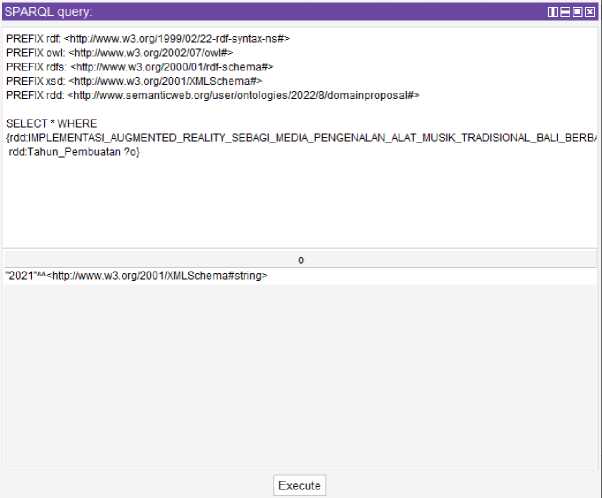 SPARQL query:
PREFIX rdf: <http://www.w3.org/1999/02/22-rdf-syntax-ns#>
PREFIX owl: <http://www.w3.org/2002/07/owl#>
PREFIX rdfs: <http://www.w3.org/2000/01/rdf-schema#>
PREFIX xsd: <http://www.w3.org/2001/XMLSchema#>
PREFIX rdd: <http://www.semanticweb.org/user/ontologies/2022/8/domainproposal#>
SELECT * WHERE
{rdd:IMPLEMENTASI_AUGMENTED_REALITY_SEBAGI_MEDIA_PENGENALAN_ALAT_MUSIK_TRADISIONAL_BALI_BERBA
rdd:Tahun_Pembuatan ?o}
o
"2021"^^<http://www.w3.org/2001/XMLSchema#string>
Execute